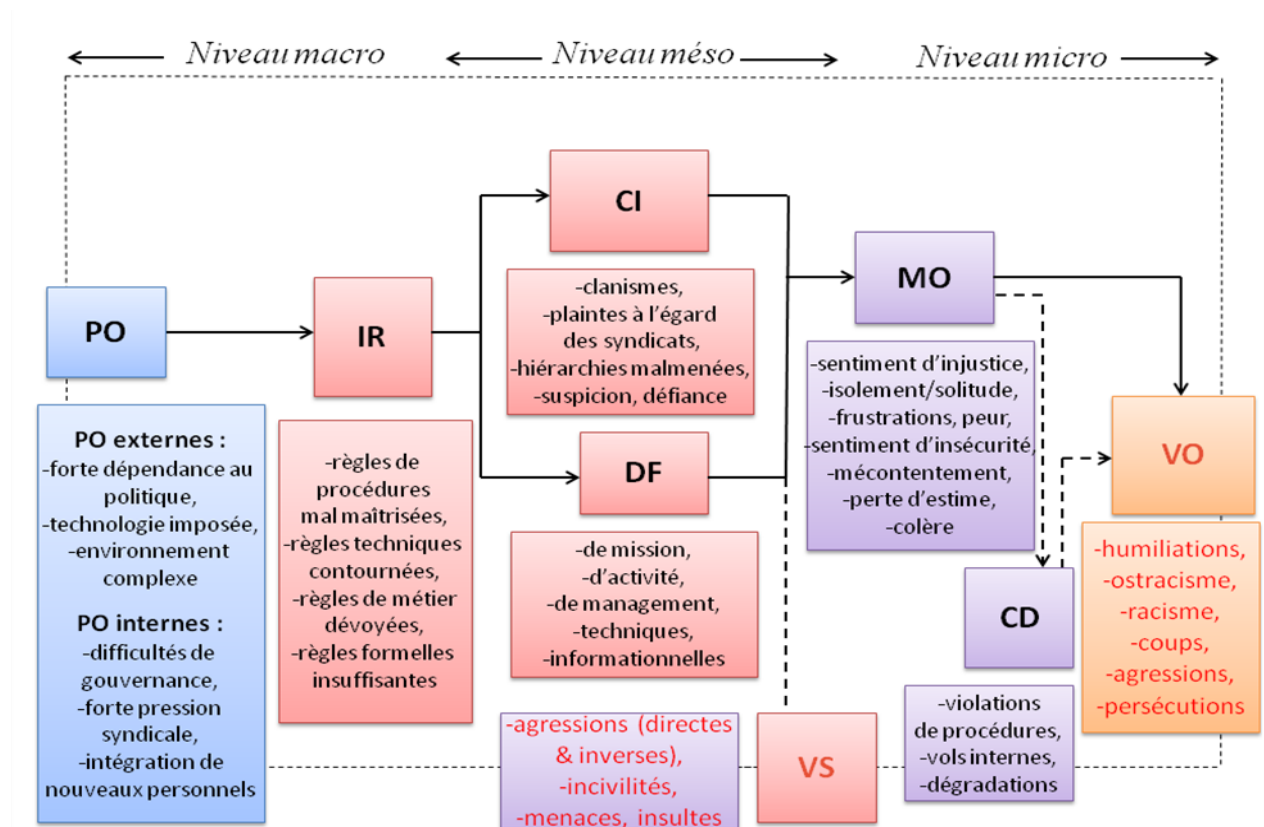 Niveau macro
Niveau méso
Niveau micro
PO
PO externes :
-forte dépendance au
politique,
-technologie imposée,
-environnement
complexe
PO internes :
-difficultés de
gouvernance,
-forte pression
syndicale,
-intégration de
nouveaux personnels
IR
-règles de
procédures
mal maîtrisées,
-règles techniques
contournées,
-règles de métier
dévoyées,
-règles formelles
insuffisantes
CI
-clanismes,
-plaintes à l’égard
des syndicats,
-hiérarchies malmenées,
-suspicion, défiance
DF
-de mission,
-d’activité,
-de management,
-techniques,
-informationnelles
-agressions (directes
& inverses),
-incivilités,
-menaces, insultes
VS
MO
-sentiment d’injustice,
-isolement/solitude,
-frustrations, peur,
-sentiment d’insécurité,
-mécontentement,
-perte d’estime,
-colère
CD
-violations
de procédures,
-vols internes,
-dégradations
VO
-humiliations,
-ostracisme,
-racisme,
-coups,
-agressions,
-persécutions